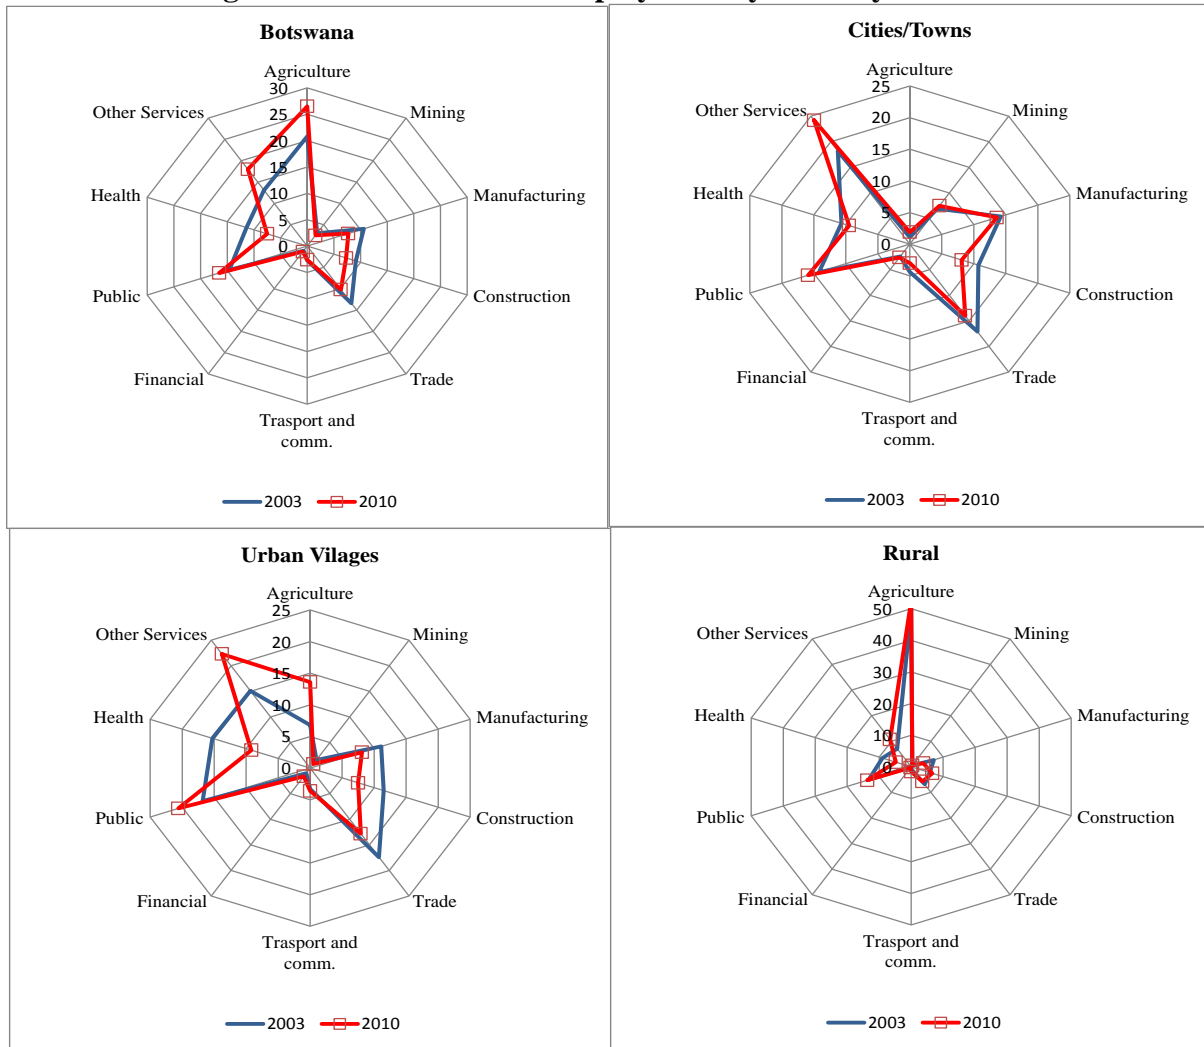 Botswana
Agriculture
Mining
Manufacturing
Construction
Trade
Trasport and
comm.
Financial
Public
Health
Other Services
30
25
20
15
10
5
0
2003 2010
Cities/Towns
Agriculture
Mining
Manufacturing
Construction
Trade
Trasport and
comm.
Financial
Public
Health
Other Services
25
20
15
10
5
0
2003 2010
Urban Vilages
Agriculture
Mining
Manufacturing
Construction
Trade
Trasport and
comm.
Financial
Public
Health
Other Services
25
20
15
10
5
0
2003 2010
Rural
Agriculture
Mining
Manufacturing
Construction
Trade
Trasport and
comm.
Financial
Public
Health
Other Services
50
40
30
20
10
0
2003 2010